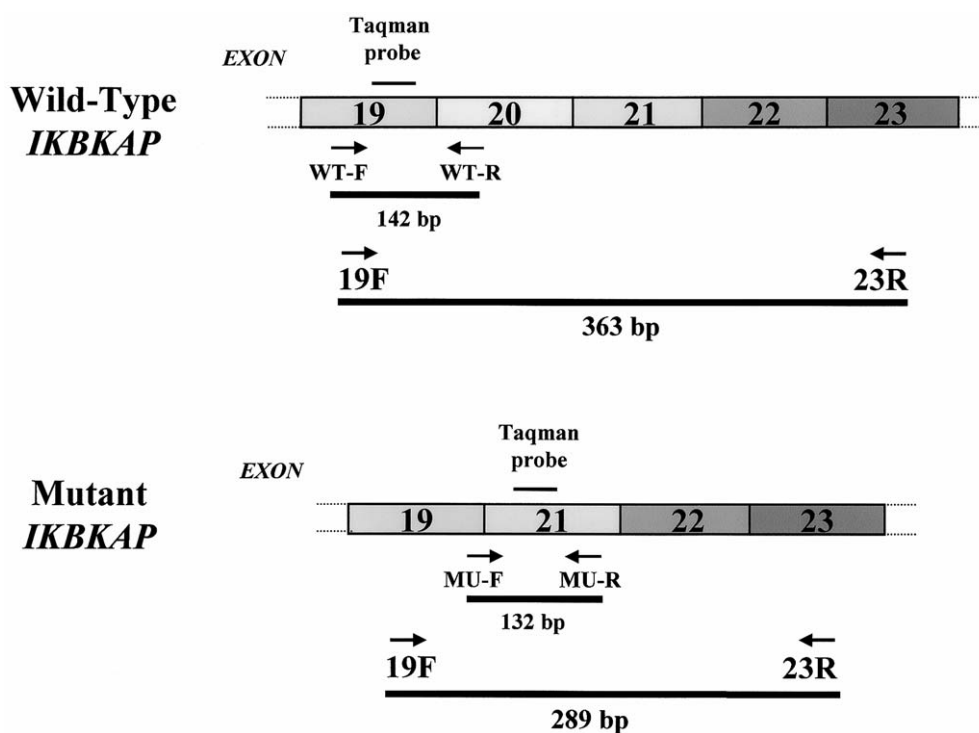 Taqman
probe
EXON
Wild-Type
IKBKAP
19 20 21 22 23
WT-F WT-R
142 bp
19F 23R
363 bp
Taqman
probe
EXON
Mutant
IKBKAP
19 21 22 23
MU-F MU-R
132 bp
19F 23R
289 bp